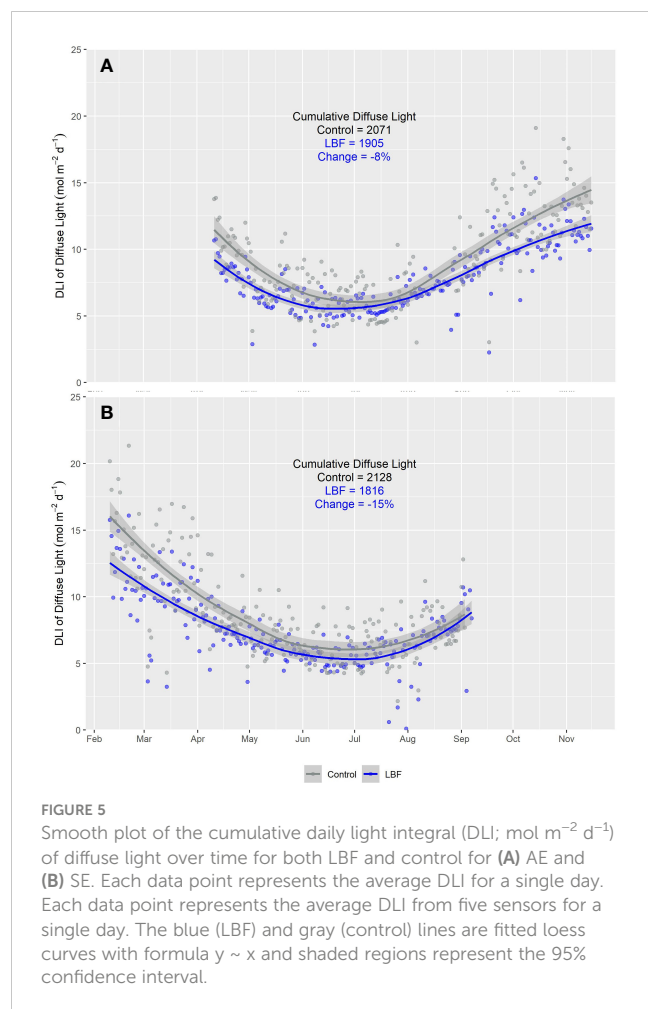 25
20
15
10
5
0
DLI of Diffuse Light (mol m⁻² d⁻¹)
A
Cumulative Diffuse Light
Control = 2071
LBF = 1905
Change = -8%
25
20
15
10
5
0
DLI of Diffuse Light (mol m⁻² d⁻¹)
B
Cumulative Diffuse Light
Control = 2128
LBF = 1816
Change = -15%
Feb Mar Apr May Jun Jul Aug Sep Oct Nov
Control LBF
FIGURE 5
Smooth plot of the cumulative daily light integral (DLI; mol m⁻² d⁻¹)
of diffuse light over time for both LBF and control for (A) AE and
(B) SE. Each data point represents the average DLI for a single day.
Each data point represents the average DLI from five sensors for a
single day. The blue (LBF) and gray (control) lines are fitted loess
curves with formula y ~ x and shaded regions represent the 95%
confidence interval.